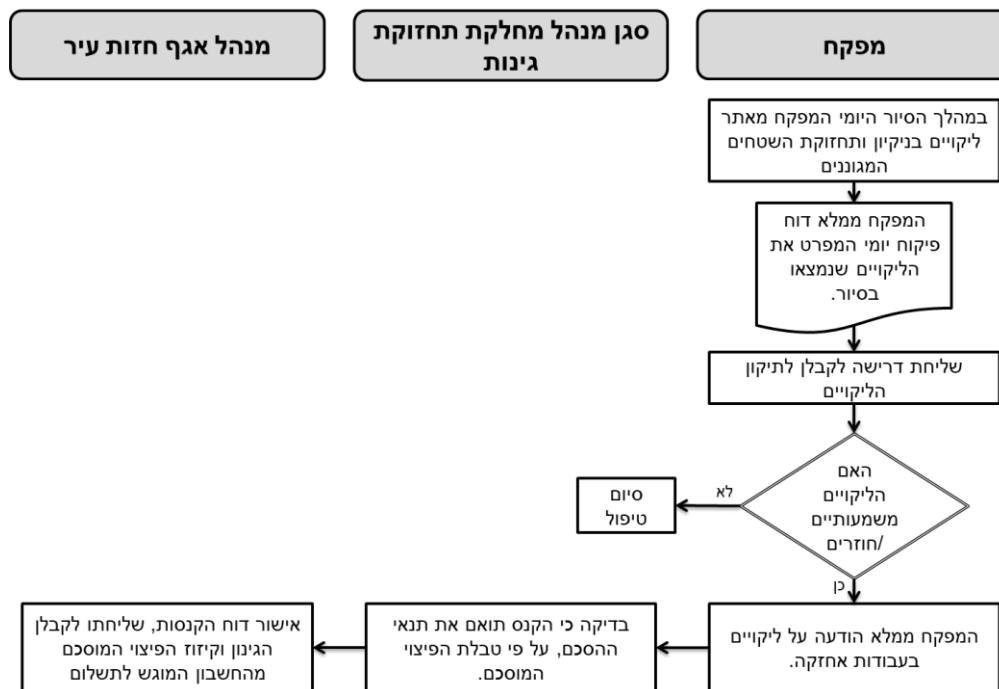 מפקח
סגן מנהל מחלקת תחזוקת
גינות
מנהל אגף חזות עיר
במהלך הסיור היומי המפקח מאתר
ליקויים בניקיון ותחזוקת השטחים
המגוננים
המפקח ממלא דוח
פיקוח יומי המפרט את
הליקויים שנמצאו
בסיור.
שליחת דרישה לקבלן לתיקון
הליקויים
האם
הליקויים
משמעותיים
/חוזרים
לא
סיום
טיפול
כן
המפקח ממלא הודעה על ליקויים
בעבודות אחזקה.
בדיקה כי הקנס תואם את תנאי
ההסכם, על פי טבלת הפיצוי
המוסכם.
אישור דוח הקנסות, שליחתו לקבלן
הגינון וקיזוז הפיצוי המוסכם
מהחשבון המוגש לתשלום